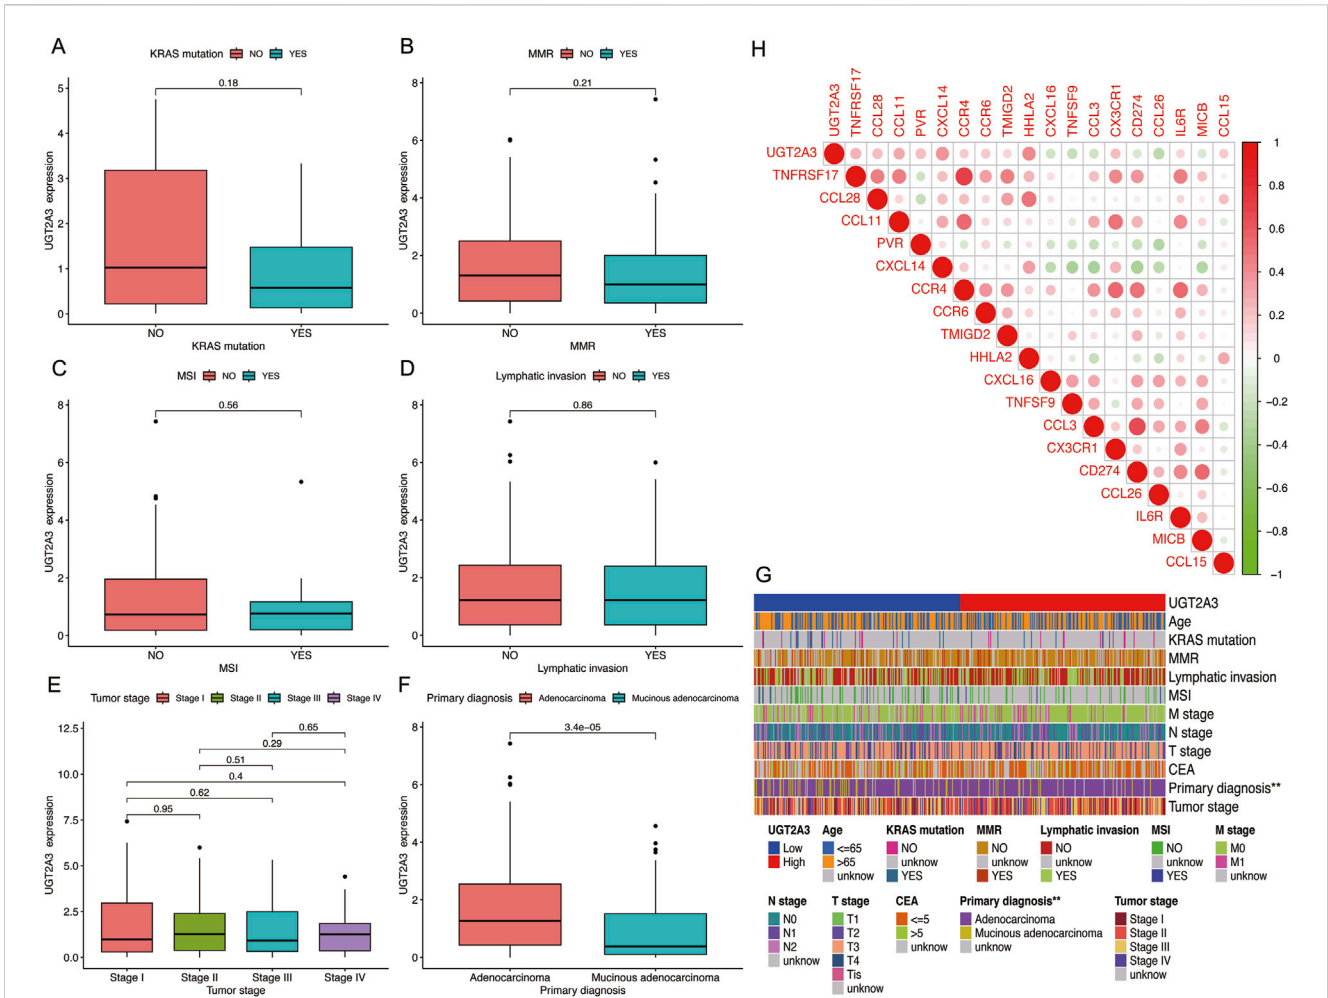 A
KRAS mutation NO YES
0.18
UGT2A3 expression
5
4
3
2
1
0
NO YES
KRAS mutation
B
MMR NO YES
0.21
UGT2A3 expression
8
6
4
2
0
NO YES
MMR
C
MSI NO YES
0.56
UGT2A3 expression
8
6
4
2
0
NO YES
MSI
D
Lymphatic invasion NO YES
0.86
UGT2A3 expression
8
6
4
2
0
NO YES
Lymphatic invasion
E
Tumor stage Stage I Stage II Stage III Stage IV
0.65
0.29
0.51
0.4
0.62
0.95
UGT2A3 expression
12.5
10.0
7.5
5.0
2.5
0.0
Stage I Stage II Stage III Stage IV
Tumor stage
F
Primary diagnosis Adenocarcinoma Mucinous adenocarcinoma
3.4e−05
UGT2A3 expression
8
6
4
2
0
Adenocarcinoma Mucinous adenocarcinoma
Primary diagnosis
H
UGT2A3 TNFRSF17 CCL28 CCL11 PVR CXCL14 CCR4 CCR6 TMIGD2 HHLA2 CXCL16 TNFSF9 CCL3 CX3CR1 CD274 CCL26 IL6R MICB CCL15
UGT2A3
TNFRSF17
CCL28
CCL11
PVR
CXCL14
CCR4
CCR6
TMIGD2
HHLA2
CXCL16
TNFSF9
CCL3
CX3CR1
CD274
CCL26
IL6R
MICB
CCL15
1
0.8
0.6
0.4
0.2
0
−0.2
−0.4
−0.6
−0.8
−1
G
UGT2A3
Age
KRAS mutation
MMR
Lymphatic invasion
MSI
M stage
N stage
T stage
CEA
Primary diagnosis**
Tumor stage
UGT2A3 Age KRAS mutation MMR Lymphatic invasion MSI M stage
Low <=65 NO NO NO NO M0
High >65 unknow unknow unknow unknow M1
unknow YES YES YES YES unknow
N stage T stage CEA Primary diagnosis** Tumor stage
N0 T1 <=5 Adenocarcinoma Stage I
N1 T2 >5 Mucinous adenocarcinoma Stage II
N2 T3 unknow unknow Stage III
unknow T4 Stage IV
Tis unknow
unknow